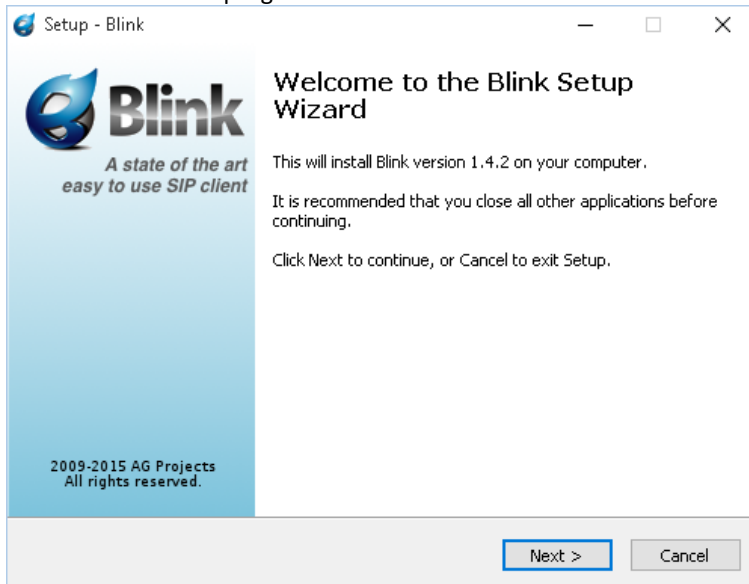 Setup - Blink
Blink
A state of the art
easy to use SIP client
Welcome to the Blink Setup
Wizard
This will install Blink version 1.4.2 on your computer.
It is recommended that you close all other applications before
continuing.
Click Next to continue, or Cancel to exit Setup.
2009-2015 AG Projects
All rights reserved.
Next >
Cancel